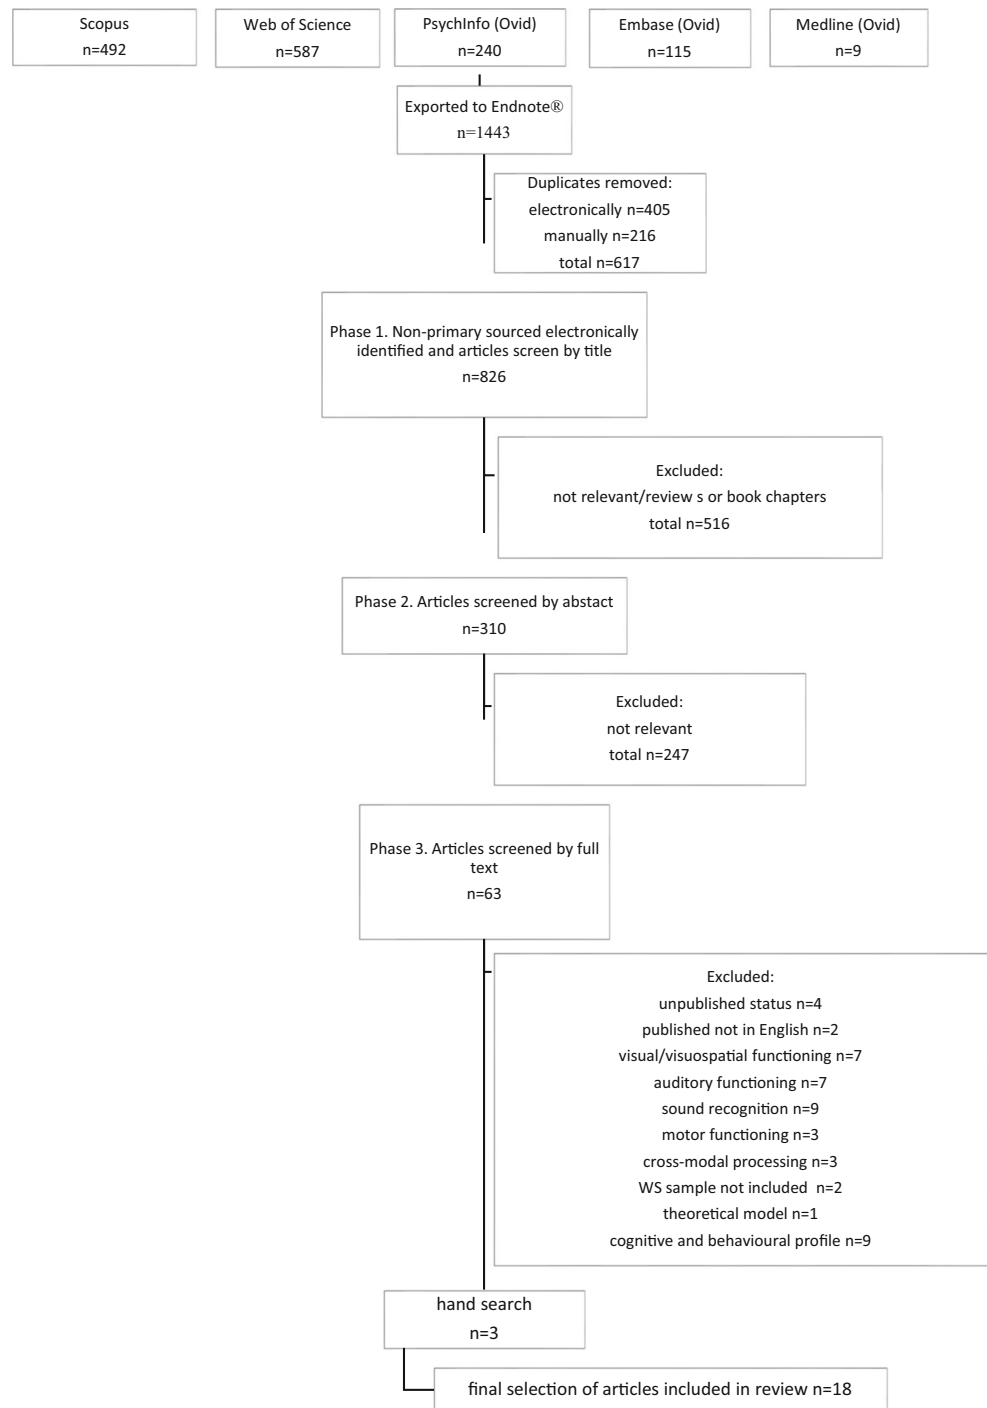 Scopus
n=492
Web of Science
n=587
PsychInfo (Ovid)
n=240
Embase (Ovid)
n=115
Medline (Ovid)
n=9
Exported to Endnote®
n=1443
Duplicates removed:
electronically n=405
manually n=216
total n=617
Phase 1. Non-primary sourced electronically
identified and articles screen by title
n=826
Excluded:
not relevant/review s or book chapters
total n=516
Phase 2. Articles screened by abstact
n=310
Excluded:
not relevant
total n=247
Phase 3. Articles screened by full
text
n=63
Excluded:
unpublished status n=4
published not in English n=2
visual/visuospatial functioning n=7
auditory functioning n=7
sound recognition n=9
motor functioning n=3
cross-modal processing n=3
WS sample not included n=2
theoretical model n=1
cognitive and behavioural profile n=9
hand search
n=3
final selection of articles included in review n=18